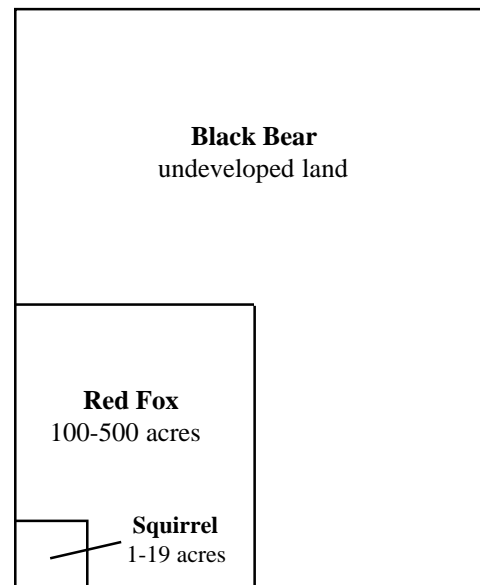 Black Bear
undeveloped land
Red Fox
100-500 acres
Squirrel
1-19 acres